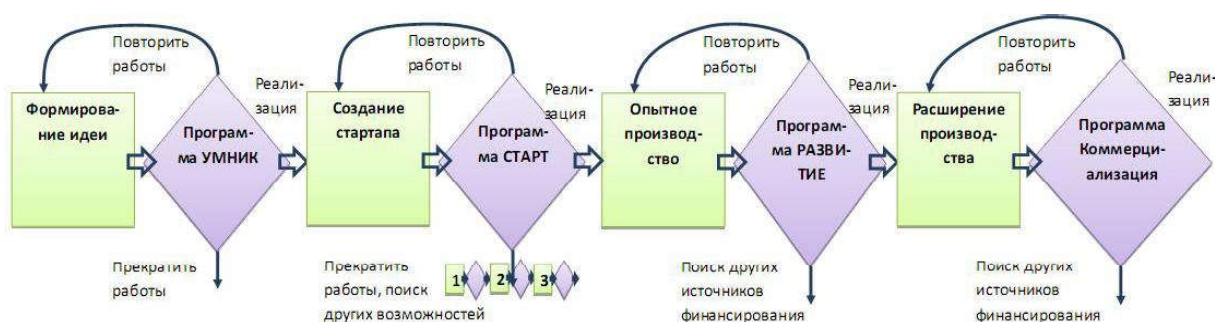 Повторить
работы
Реали-
зация
Формирова-
ние идеи
Програм-
ма УМНИК
Прекратить
работы
Повторить
работы
Реали-
зация
Создание
стартапа
Програм-
ма СТАРТ
Прекратить
работы, поиск
других возможностей
1
2
3
Повторить
работы
Реали-
зация
Опытное
производ-
ство
Програм-
ма РАЗВИ-
ТИЕ
Поиск других
источников
финансирования
Повторить
работы
Реали-
зация
Расширение
производ-
ства
Программа
Коммерци-
ализация
Поиск других
источников
финансирования